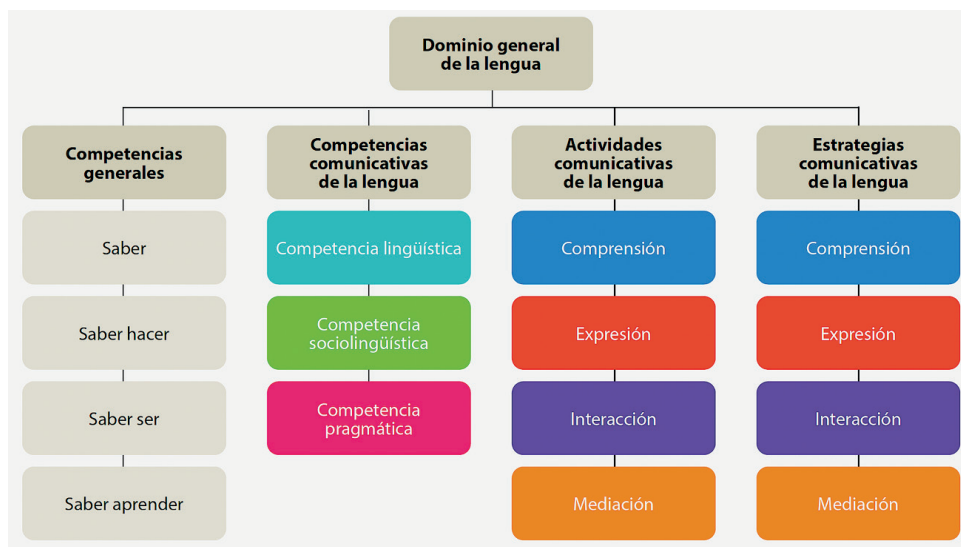 Dominio general
de la lengua
Competencias
generales
Saber
Saber hacer
Saber ser
Saber aprender
Competencias
comunicativas
de la lengua
Competencia lingüística
Competencia
sociolingüística
Competencia
pragmática
Actividades
comunicativas
de la lengua
Comprensión
Expresión
Interacción
Mediación
Estrategias
comunicativas
de la lengua
Comprensión
Expresión
Interacción
Mediación